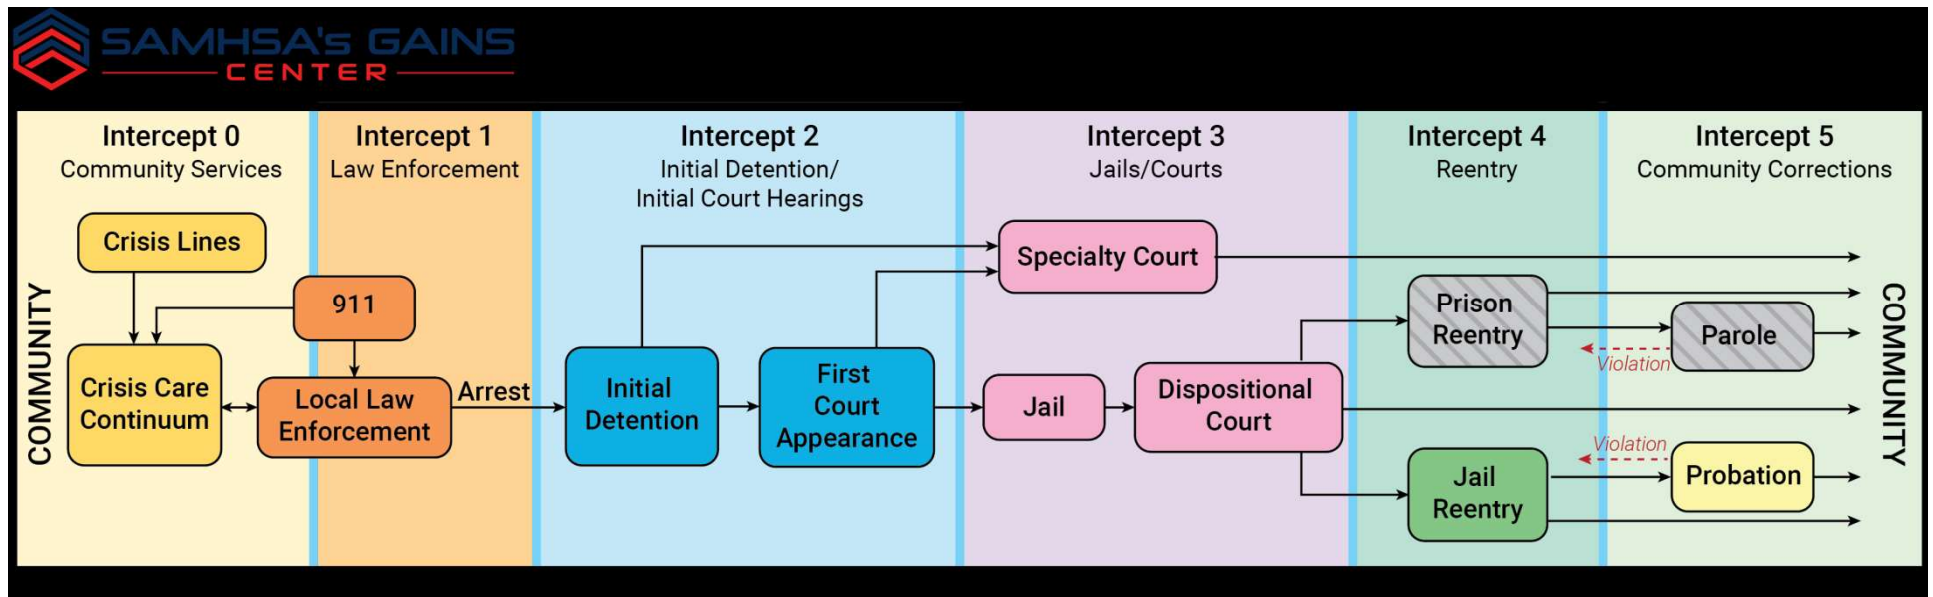 SAMHSA's GAINS
CENTER
Intercept 0
Community Services
Intercept 1
Law Enforcement
Intercept 2
Initial Detention/
Initial Court Hearings
Intercept 3
Jails/Courts
Intercept 4
Reentry
Intercept 5
Community Corrections
COMMUNITY
Crisis Lines
Crisis Care
Continuum
911
Local Law
Enforcement
Arrest
Initial
Detention
First
Court
Appearance
Specialty Court
Jail
Dispositional
Court
Prison
Reentry
Jail
Reentry
Parole
Violation
Violation
Probation
COMMUNITY